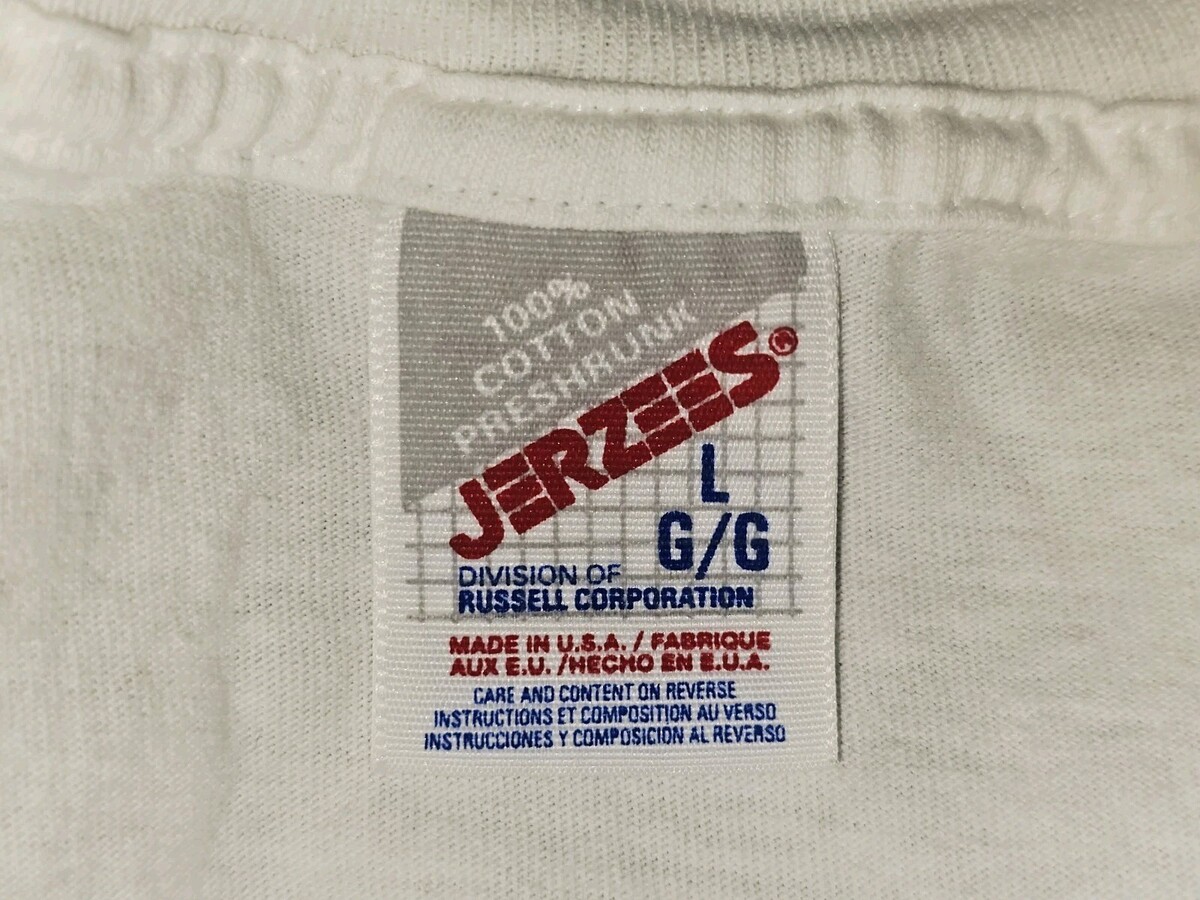 100%
COTTON
PRESHRUNK
JERZEES®
L
G/G
DIVISION OF
RUSSELL CORPORATION
MADE IN U.S.A. / FABRIQUE
AUX E.U. /HECHO EN E.U.A.
CARE AND CONTENT ON REVERSE
INSTRUCTIONS ET COMPOSITION AU VERSO
INSTRUCCIONES Y COMPOSICION AL REVERSO